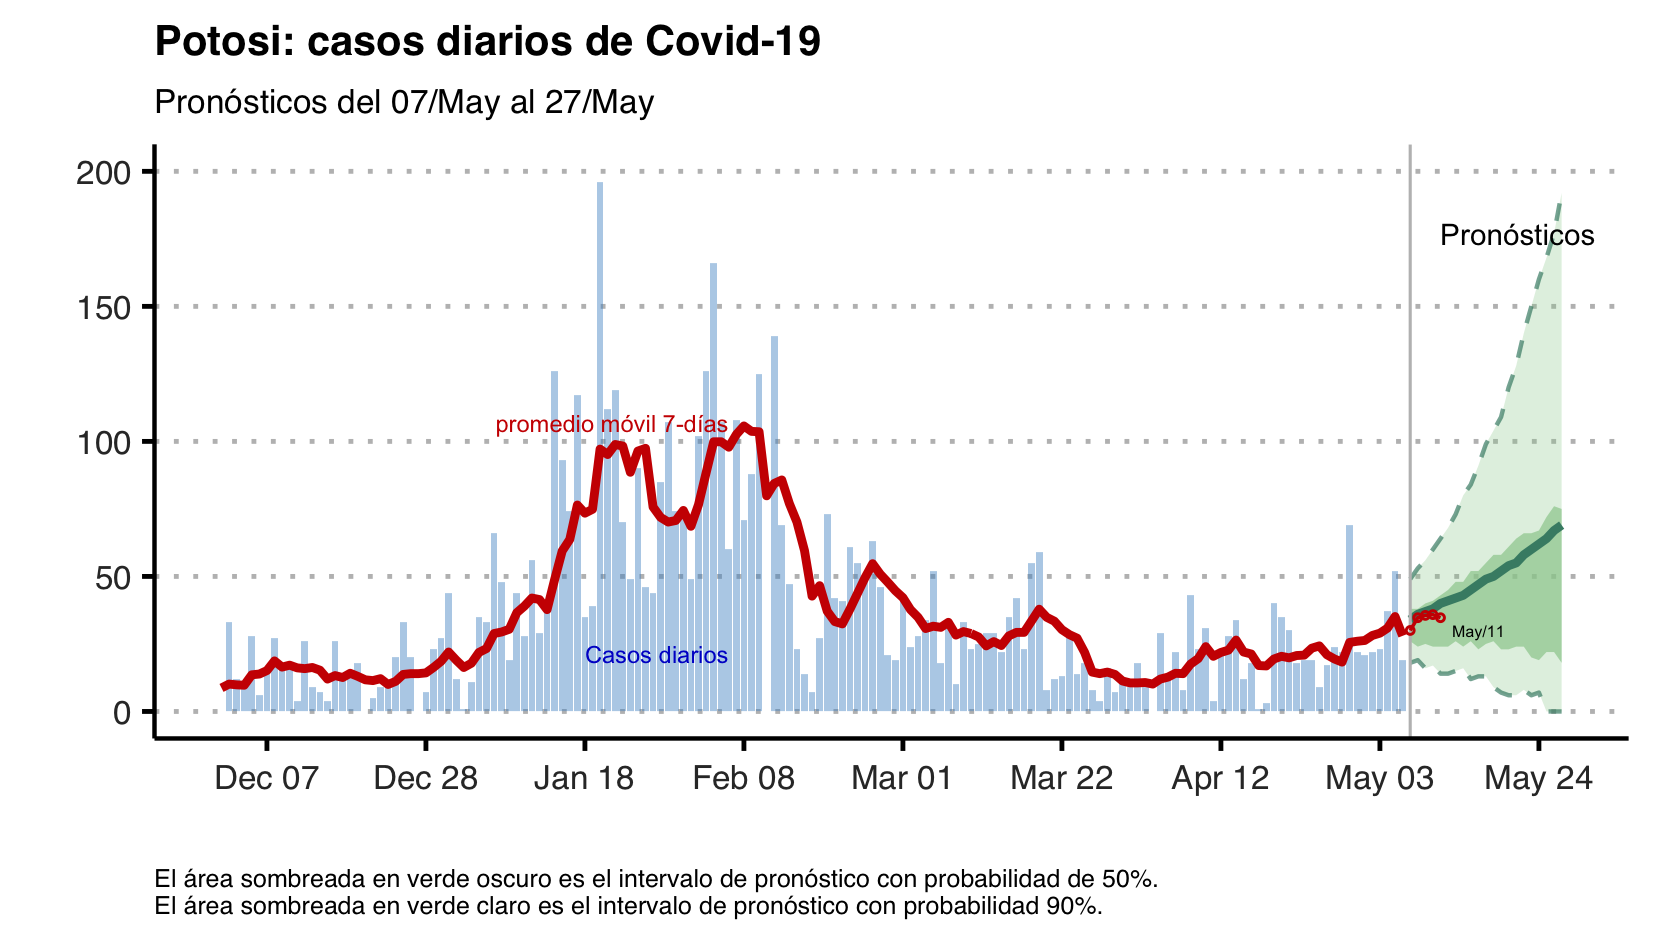 Potosi: casos diarios de Covid-19
Pronósticos del 07/May al 27/May
200
150
100
50
0
Pronósticos
promedio móvil 7-días
Casos diarios
May/11
Dec 07 Dec 28 Jan 18 Feb 08 Mar 01 Mar 22 Apr 12 May 03 May 24
El área sombreada en verde oscuro es el intervalo de pronóstico con probabilidad de 50%.
El área sombreada en verde claro es el intervalo de pronóstico con probabilidad 90%.